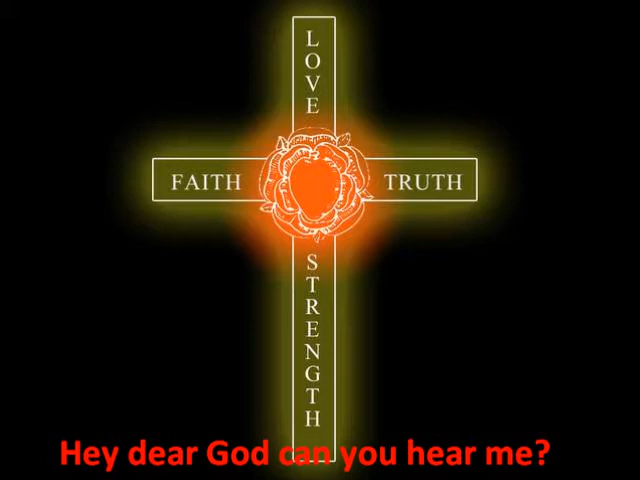 LOVE
FAITH
TRUTH
STRENGTH
Hey dear God can you hear me?